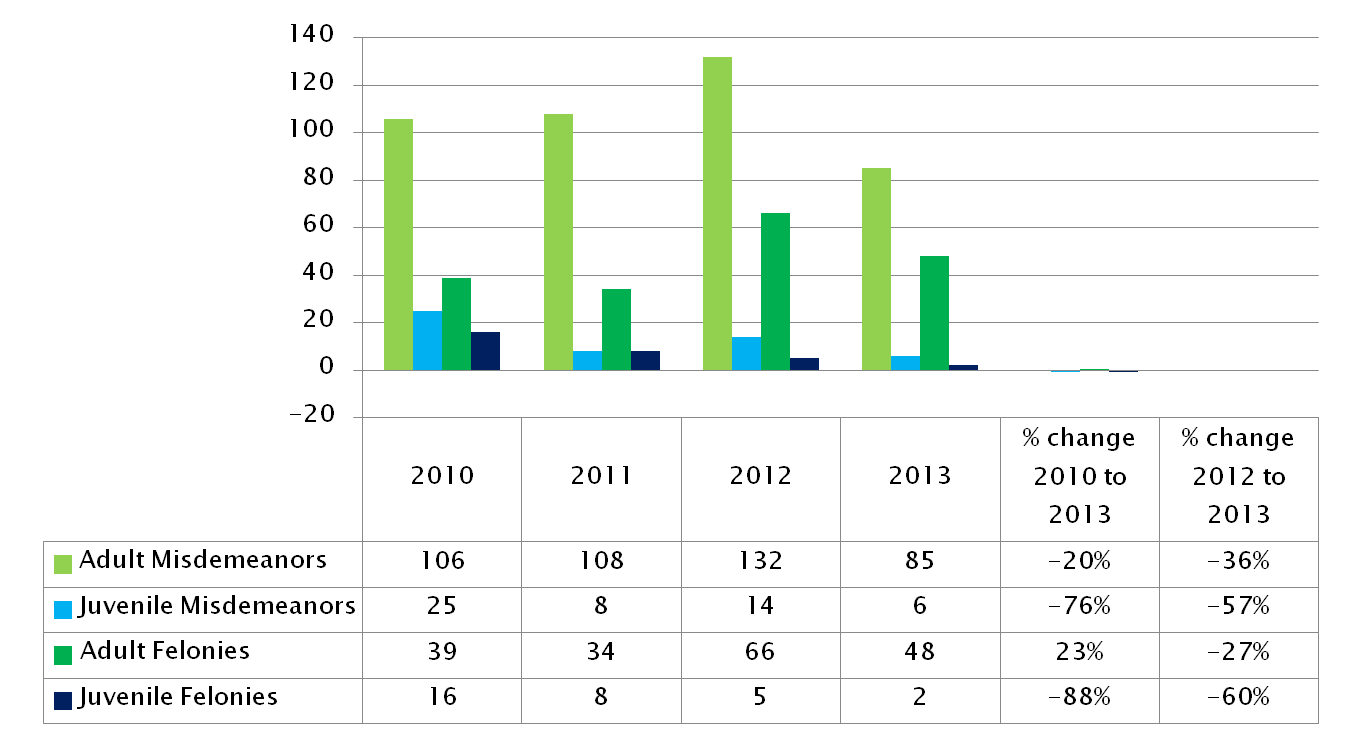 140
120
100
80
60
40
20
0
−20
2010 2011 2012 2013 % change 2010 to 2013 % change 2012 to 2013
Adult Misdemeanors 106 108 132 85 −20% −36%
Juvenile Misdemeanors 25 8 14 6 −76% −57%
Adult Felonies 39 34 66 48 23% −27%
Juvenile Felonies 16 8 5 2 −88% −60%